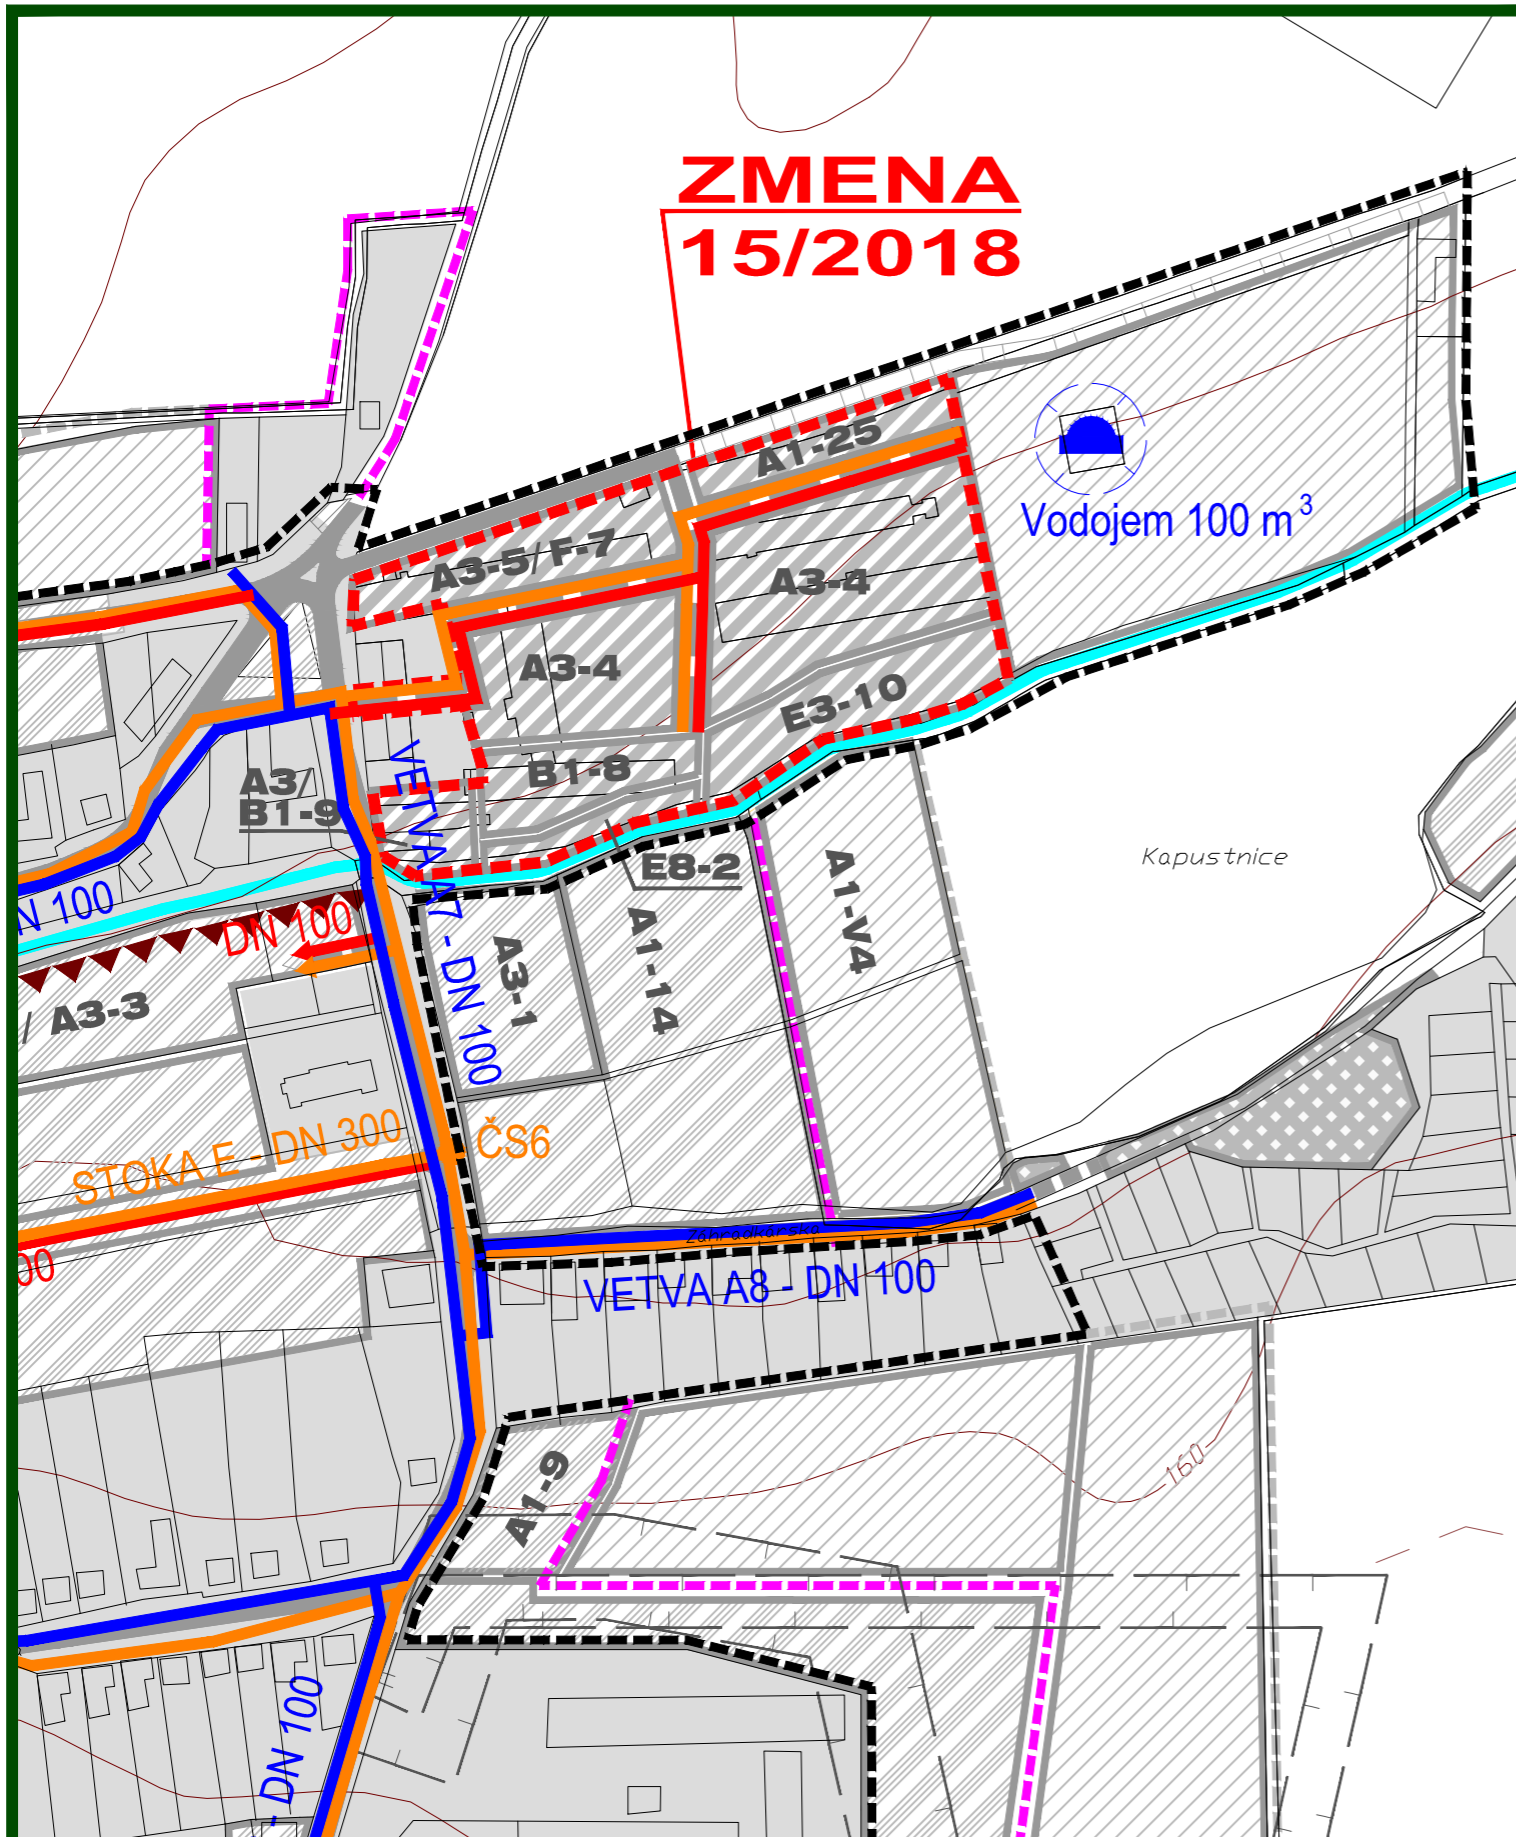 ZMENA
15/2018
A1-25
Vodojem 100 m³
A3-5/ F-7
A3-4
A3-4
E3-10
B1-8
A3/
B1-9
VETVA A7 - DN 100
E8-2
Kapustnice
A1-V4
N 100
DN 100
A3-1
A1-14
/ A3-3
STOKA E - DN 300
ČS6
00
Záhradkárska
VETVA A8 - DN 100
A1-9
160
- DN 100